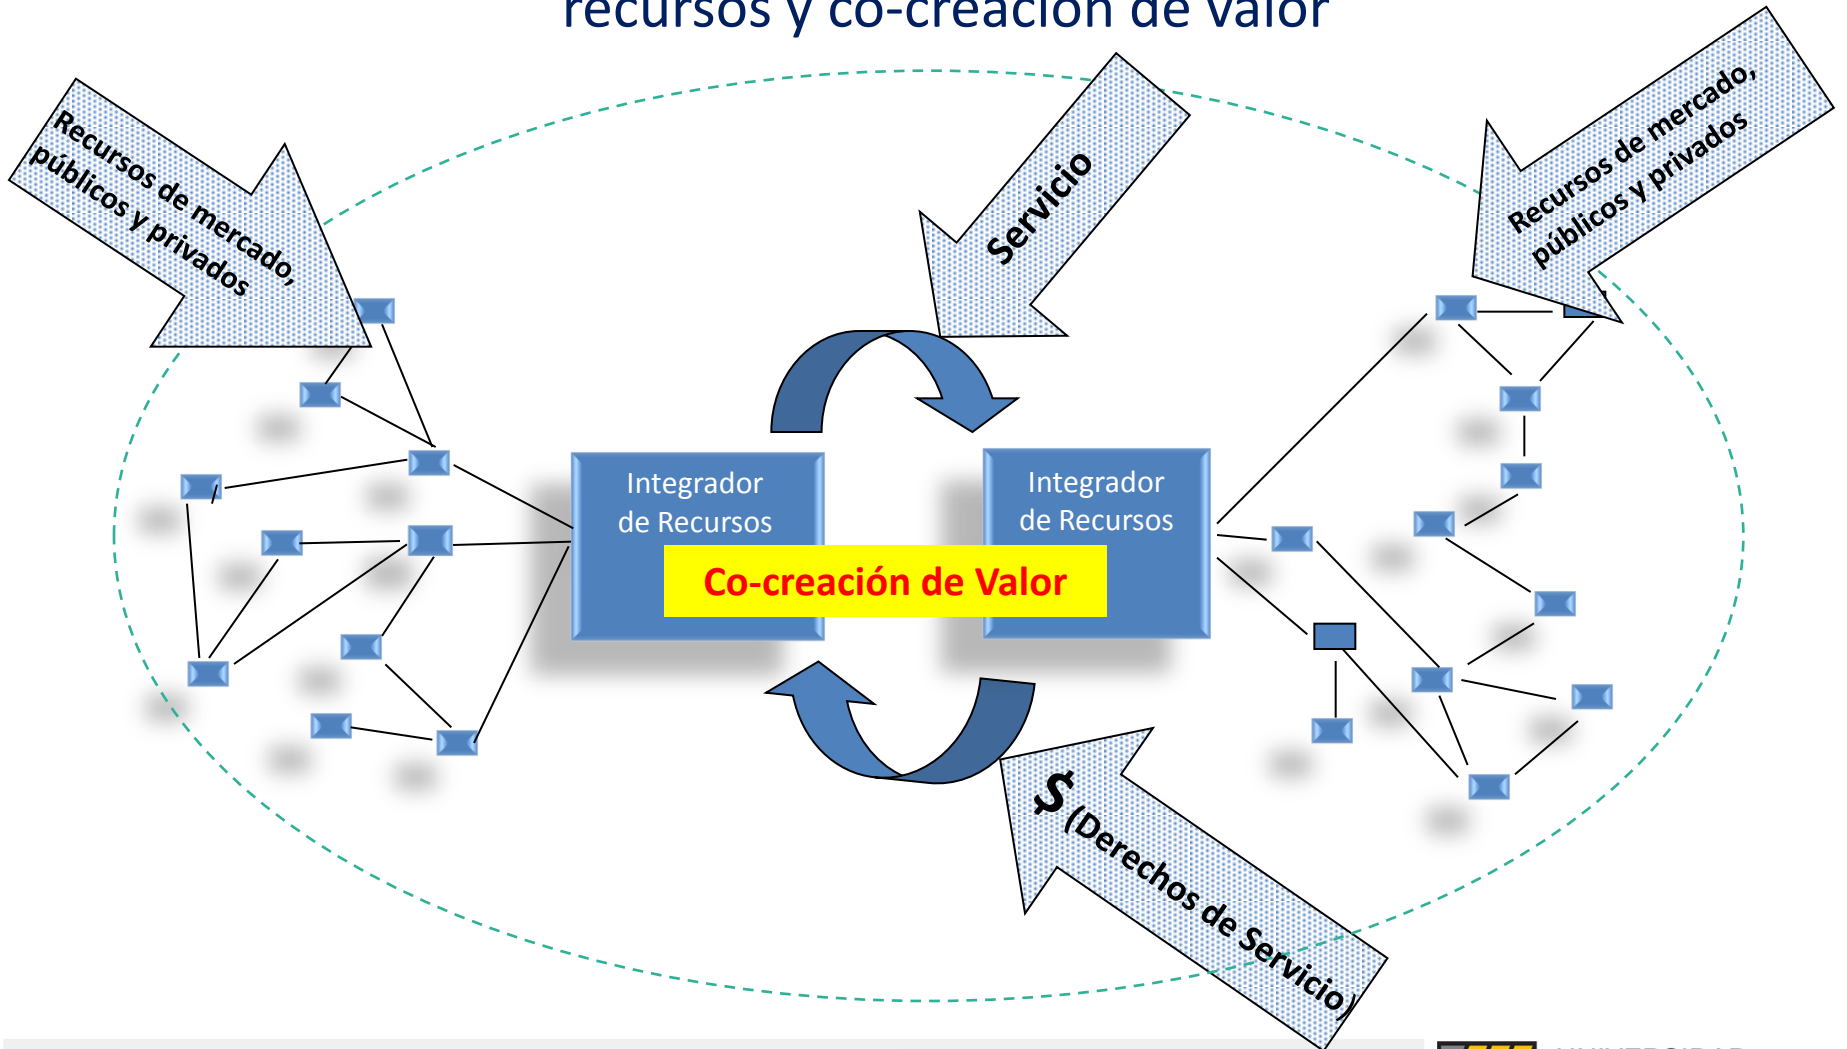 recursos y co-creación de valor
Recursos de mercado,
públicos y privados
Servicio
Recursos de mercado,
públicos y privados
Integrador
de Recursos
Integrador
de Recursos
Co-creación de Valor
$ (Derechos de Servicio)